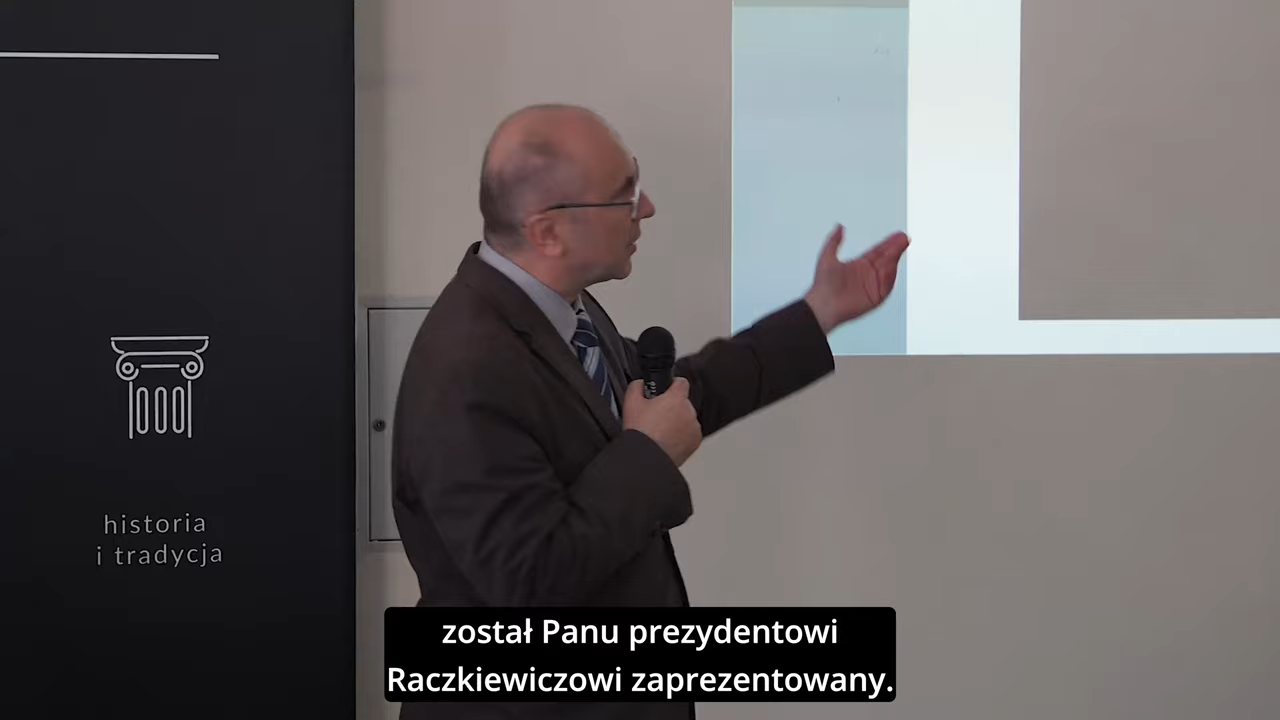 historia
i tradycja
został Panu prezydentowi
Raczkiewiczowi zaprezentowany.